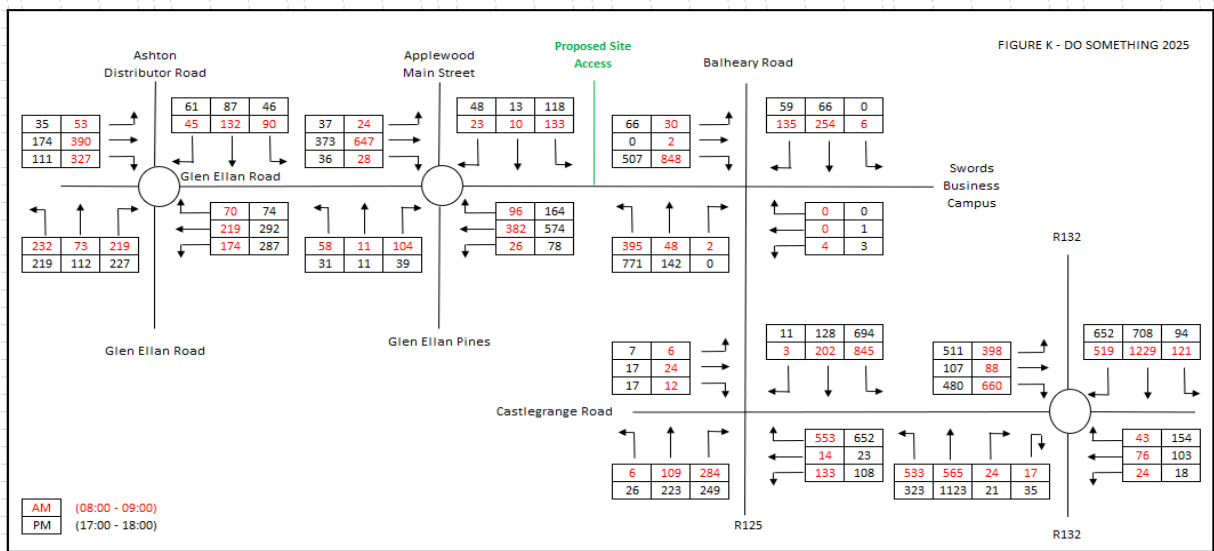 FIGURE K - DO SOMETHING 2025
Ashton
Distributor Road
Applewood
Main Street
Proposed Site
Access
Balheary Road
61 87 46
45 132 90
35 53
174 390
111 327
48 13 118
23 10 133
37 24
373 647
36 28
59 66 0
135 254 6
66 30
0 2
507 848
Glen Ellan Road
Swords
Business
Campus
70 74
219 292
174 287
232 73 219
219 112 227
96 164
382 574
26 78
58 11 104
31 11 39
395 48 2
771 142 0
0 0
0 1
4 3
R132
Glen Ellan Road
Glen Ellan Pines
11 128 694
3 202 845
7 6
17 24
17 12
652 708 94
519 1229 121
511 398
107 88
480 660
Castlegrange Road
553 652
14 23
133 108
6 109 284
26 223 249
533 565 24 17
323 1123 21 35
43 154
76 103
24 18
AM (08:00 - 09:00)
PM (17:00 - 18:00)
R125
R132